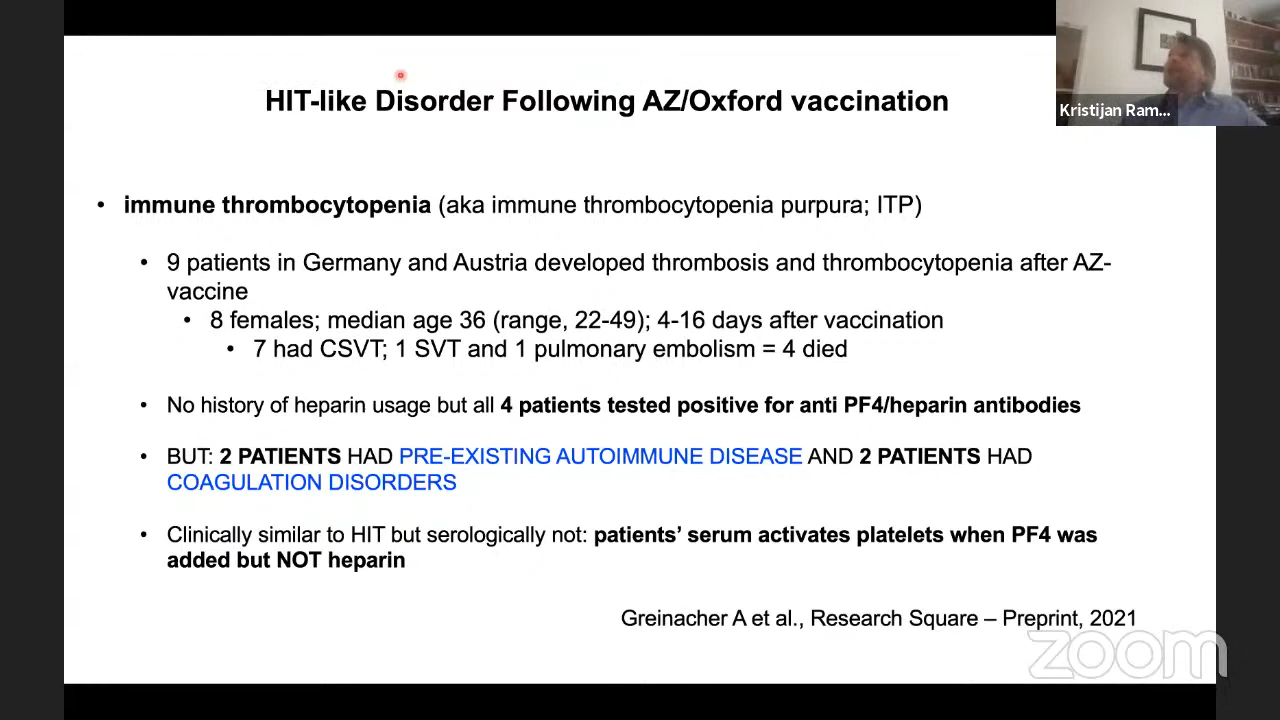 HIT-like Disorder Following AZ/Oxford vaccination
Kristijan Ram...
• immune thrombocytopenia (aka immune thrombocytopenia purpura; ITP)
• 9 patients in Germany and Austria developed thrombosis and thrombocytopenia after AZ-
vaccine
• 8 females; median age 36 (range, 22-49); 4-16 days after vaccination
• 7 had CSVT; 1 SVT and 1 pulmonary embolism = 4 died
• No history of heparin usage but all 4 patients tested positive for anti PF4/heparin antibodies
• BUT: 2 PATIENTS HAD PRE-EXISTING AUTOIMMUNE DISEASE AND 2 PATIENTS HAD
COAGULATION DISORDERS
• Clinically similar to HIT but serologically not: patients’ serum activates platelets when PF4 was
added but NOT heparin
Greinacher A et al., Research Square – Preprint, 2021
zoom